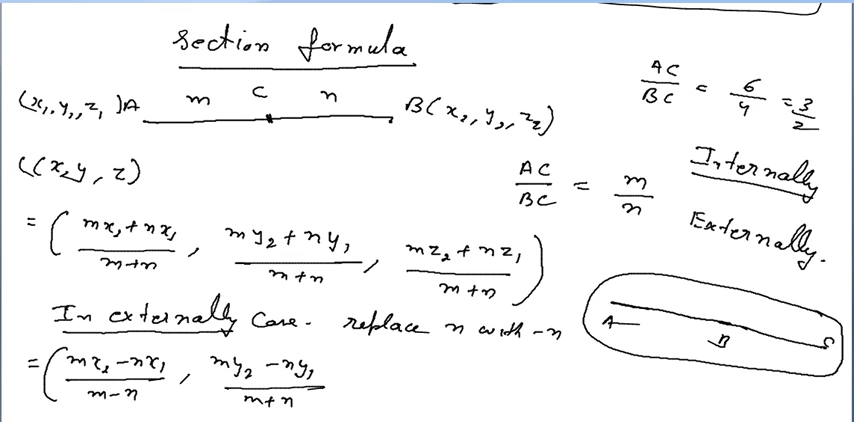 Section formula
(x₁, y₁, z₁)A m C n B(x₂, y₂, z₂)
AC/BC = 6/4 = 3/2
C(x, y, z)
AC/BC = m/n
Internally
Externally.
= ( (mx₁+nx₁)/(m+n) , (my₂+ny₁)/(m+n) , (mz₂+nz₁)/(m+n) )
In externally case - replace n with -n
A B C
= ( (mx₂-nx₁)/(m-n) , (my₂-ny₁)/(m+n)